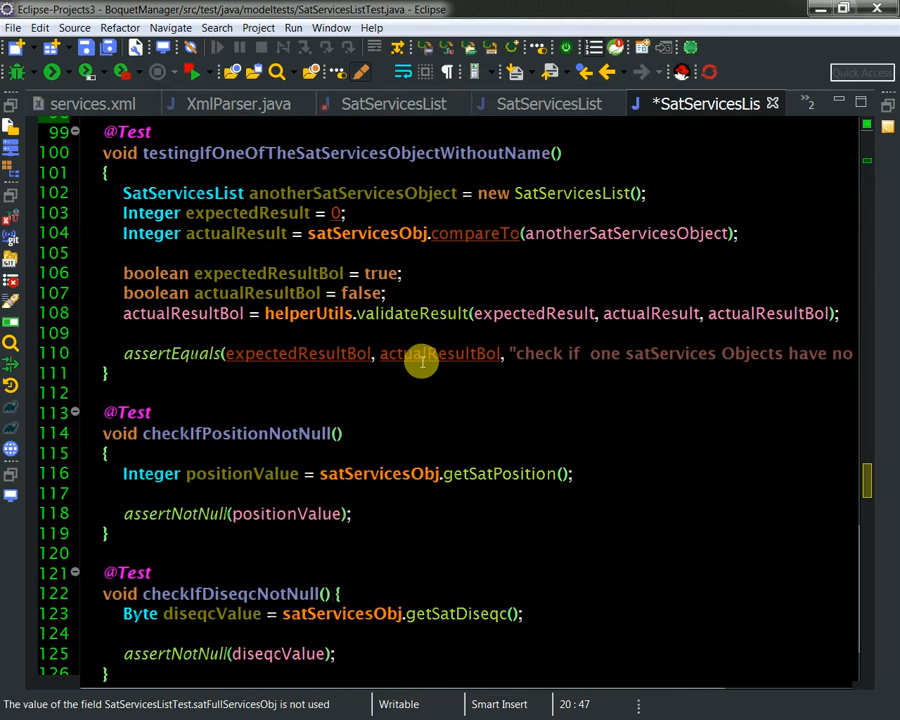 Eclipse-Projects3 - BoquetManager/src/test/java/modeltests/SatServicesListTest.java - Eclipse
File Edit Source Refactor Navigate Search Project Run Window Help
Quick Access
services.xml XmlParser.java SatServicesList SatServicesList *SatServicesLis 2
99 @Test
100 void testingIfOneOfTheSatServicesObjectWithoutName()
101 {
102 SatServicesList anotherSatServicesObject = new SatServicesList();
103 Integer expectedResult = 0;
104 Integer actualResult = satServicesObj.compareTo(anotherSatServicesObject);
105
106 boolean expectedResultBol = true;
107 boolean actualResultBol = false;
108 actualResultBol = helperUtils.validateResult(expectedResult, actualResult, actualResultBol);
109
110 assertEquals(expectedResultBol, actualResultBol, "check if  one satServices Objects have no
111 }
112
113 @Test
114 void checkIfPositionNotNull()
115 {
116 Integer positionValue = satServicesObj.getSatPosition();
117
118 assertNotNull(positionValue);
119 }
120
121 @Test
122 void checkIfDiseqcNotNull() {
123 Byte diseqcValue = satServicesObj.getSatDiseqc();
124
125 assertNotNull(diseqcValue);
126 }
The value of the field SatServicesListTest.satFullServicesObj is not used Writable Smart Insert 20 : 47